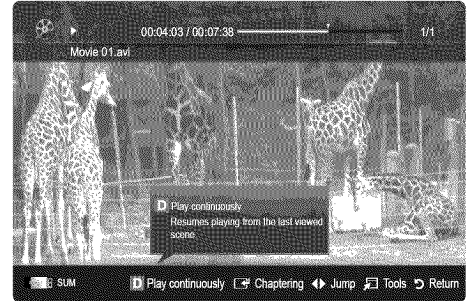 00:04:03 / 00:07:38 1/1
Movie 01.avi
D Play continuously
Resumes playing from the last viewed
scene
SUM D Play continuously Chaptering Jump Tools Return